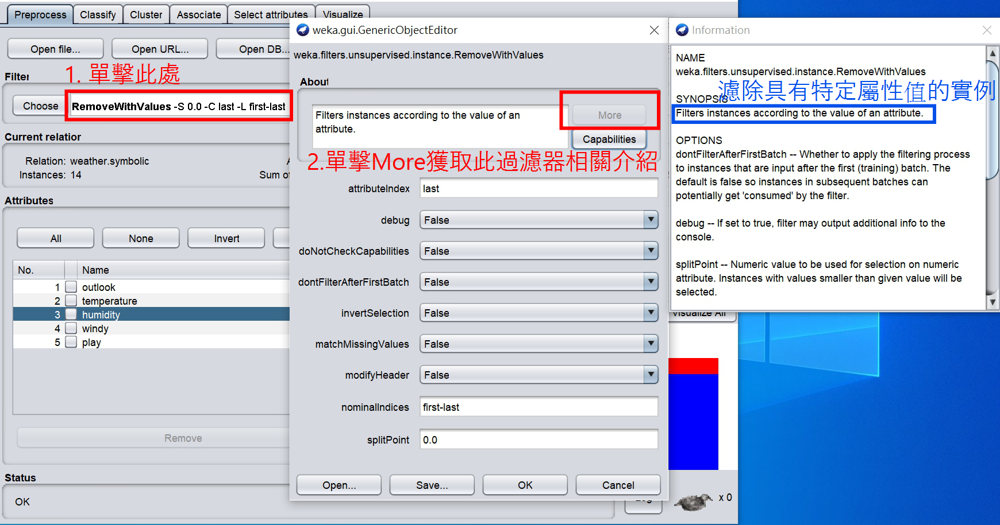 Preprocess
Classify
Cluster
Associate
Select attributes
Visualize
Open file...
Open URL...
Open DB...
1. 單擊此處
Filter
Choose
RemoveWithValues -S 0.0 -C last -L first-last
Current relation
Relation: weather.symbolic
Instances: 14
Sum of
Attributes
All
None
Invert
No.
Name
1 outlook
2 temperature
3 humidity
4 windy
5 play
Remove
Status
OK
weka.gui.GenericObjectEditor
weka.filters.unsupervised.instance.RemoveWithValues
About
Filters instances according to the value of an
attribute.
More
Capabilities
2.單擊More獲取此過濾器相關介紹
attributeIndex last
debug False
doNotCheckCapabilities False
dontFilterAfterFirstBatch False
invertSelection False
matchMissingValues False
modifyHeader False
nominalIndices first-last
splitPoint 0.0
Open...
Save...
OK
Cancel
Information
NAME
weka.filters.unsupervised.instance.RemoveWithValues
濾除具有特定屬性值的實例
SYNOPSIS
Filters instances according to the value of an attribute.
OPTIONS
dontFilterAfterFirstBatch -- Whether to apply the filtering process
to instances that are input after the first (training) batch. The
default is false so instances in subsequent batches can
potentially get 'consumed' by the filter.
debug -- If set to true, filter may output additional info to the
console.
splitPoint -- Numeric value to be used for selection on numeric
attribute. Instances with values smaller than given value will be
selected.
Visualize All
Log
x 0